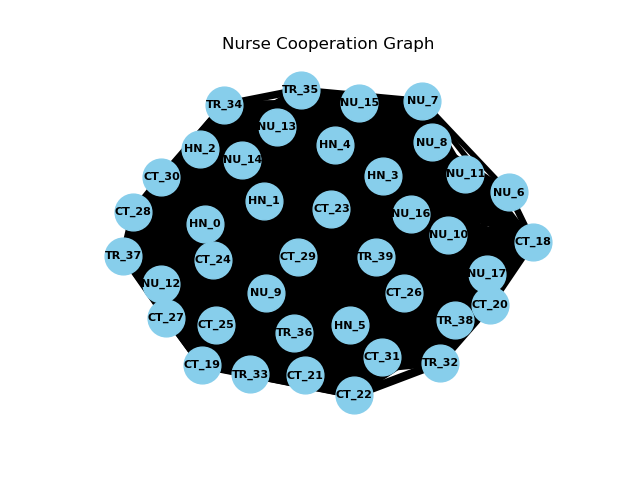 Nurse Cooperation Graph
TR_35
TR_34
NU_15
NU_7
NU_13
HN_4
NU_8
HN_2
NU_14
CT_30
HN_3
NU_11
NU_6
HN_1
CT_28
CT_23
NU_16
HN_0
NU_10
CT_18
TR_37
CT_24
CT_29
TR_39
NU_17
NU_12
NU_9
CT_26
CT_20
CT_27
CT_25
TR_36
HN_5
TR_38
CT_31
CT_19
TR_33
CT_21
TR_32
CT_22